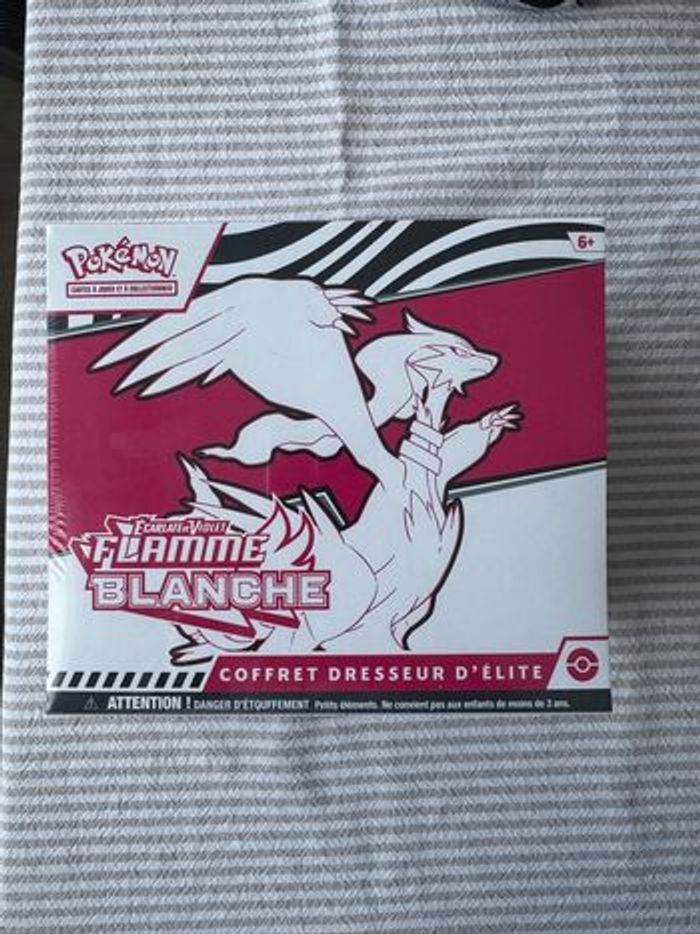 POKéMON
CARTES À JOUER ET À COLLECTIONNER
6+
ÉCARLATE ET VIOLET
FLAMME
BLANCHE
COFFRET DRESSEUR D'ÉLITE
ATTENTION ! DANGER D'ÉTOUFFEMENT. Petits éléments. Ne convient pas aux enfants de moins de 3 ans.